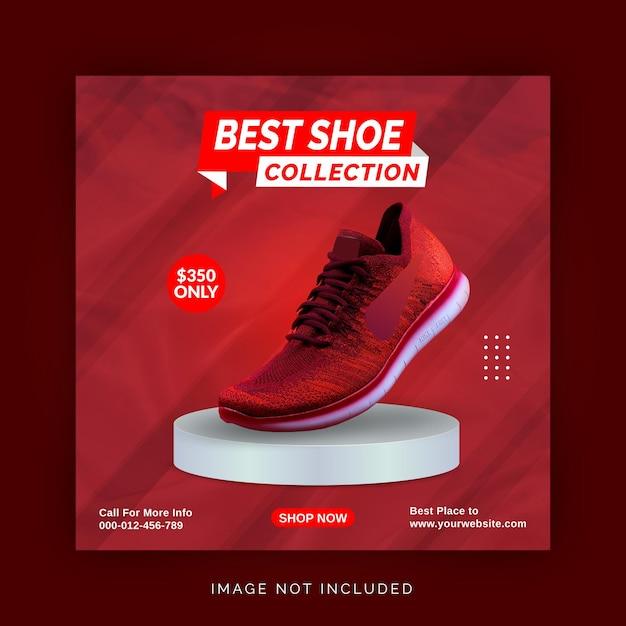 BEST SHOE
COLLECTION
$350
ONLY
Call For More Info
000-012-456-789
SHOP NOW
Best Place to
www.yourwebsite.com
IMAGE NOT INCLUDED